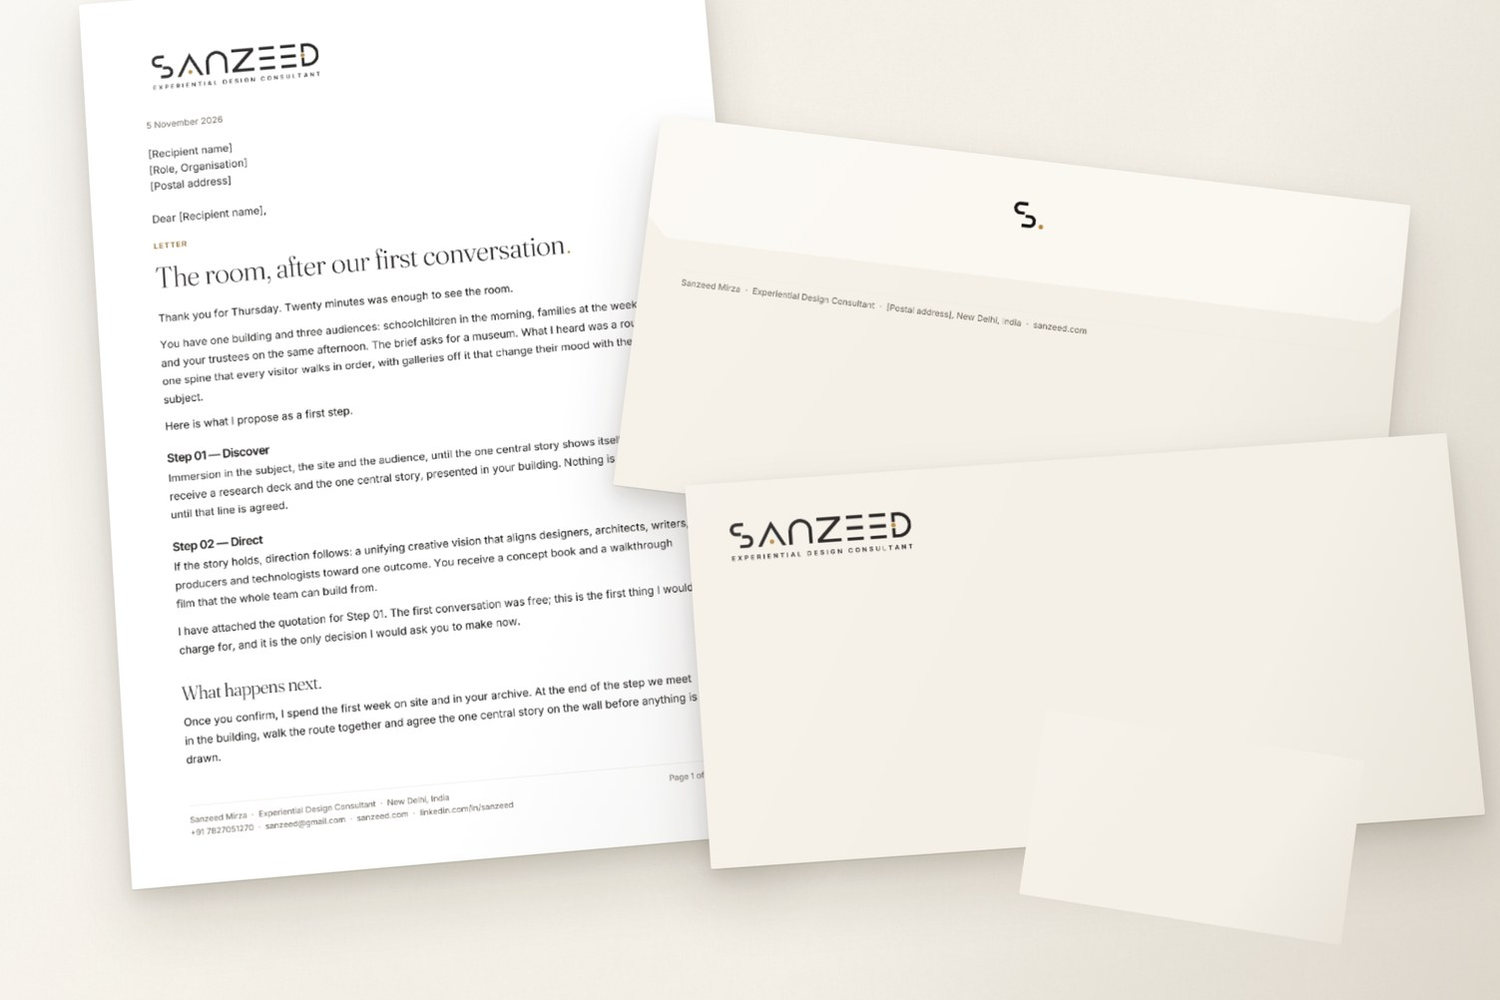 SANZEED
EXPERIENTIAL DESIGN CONSULTANT
5 November 2026
[Recipient name]
[Role, Organisation]
[Postal address]
Dear [Recipient name],
LETTER
The room, after our first conversation.
Thank you for Thursday. Twenty minutes was enough to see the room.
You have one building and three audiences: schoolchildren in the morning, families at the week
and your trustees on the same afternoon. The brief asks for a museum. What I heard was a
one spine that every visitor walks in order, with galleries off it that change their mood with the
subject.
Here is what I propose as a first step.
Step 01 — Discover
Immersion in the subject, the site and the audience, until the one central story shows
receive a research deck and the one central story, presented in your building. Nothing is
until that line is agreed.
Step 02 — Direct
If the story holds, direction follows: a unifying creative vision that aligns designers, architects, writers,
producers and technologists toward one outcome. You receive a concept book and a walkthrough
film that the whole team can build from.
I have attached the quotation for Step 01. The first conversation was free; this is the first thing I would
charge for, and it is the only decision I would ask you to make now.
What happens next.
Once you confirm, I spend the first week on site and in your archive. At the end of the step we meet
in the building, walk the route together and agree the one central story on the wall before anything is
drawn.
Page 1 of
Sanzeed Mirza · Experiential Design Consultant · New Delhi, India
+91 7827051270 · sanzeed@gmail.com · sanzeed.com · linkedin.com/in/sanzeed
S.
Sanzeed Mirza · Experiential Design Consultant · [Postal address], New Delhi, India · sanzeed.com
SANZEED
EXPERIENTIAL DESIGN CONSULTANT